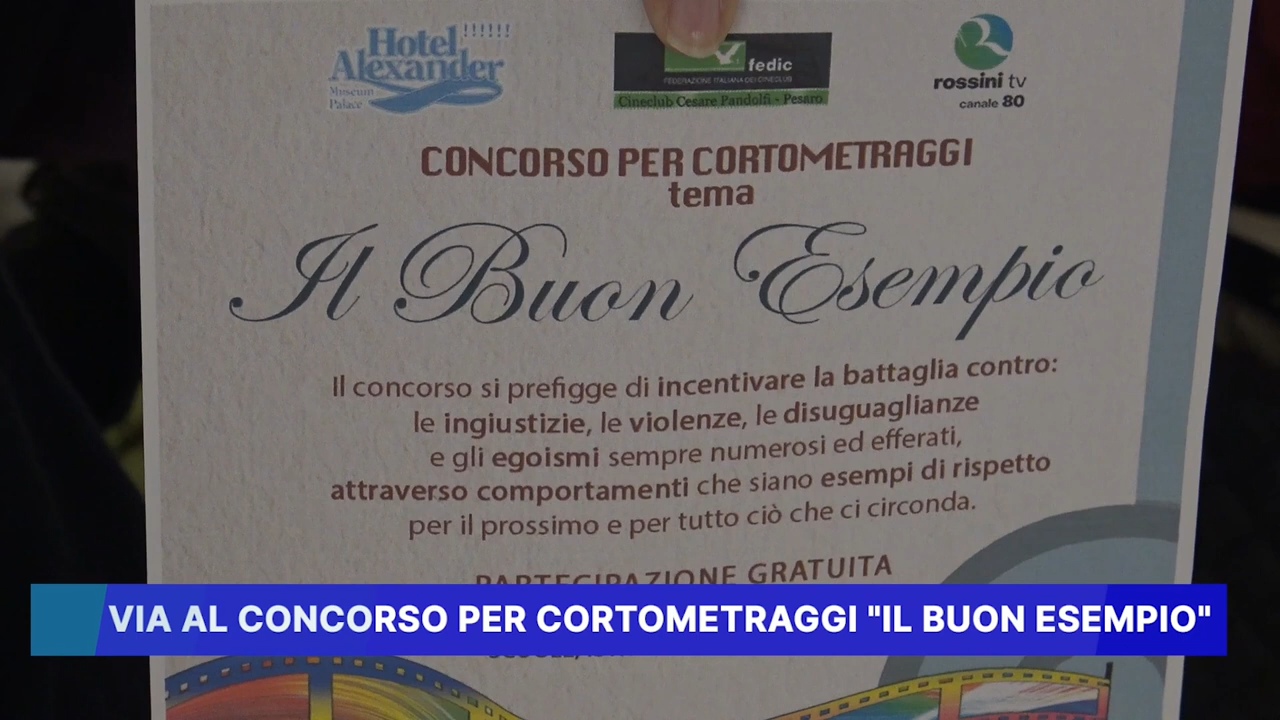 Hotel !!!!!!
Alexander
Museum
Palace
fedic
FEDERAZIONE ITALIANA DEI CINECLUB
Cineclub Cesare Pandolfi - Pesaro
rossini tv
canale 80
CONCORSO PER CORTOMETRAGGI
tema
Il Buon Esempio
Il concorso si prefigge di incentivare la battaglia contro:
le ingiustizie, le violenze, le disuguaglianze
e gli egoismi sempre numerosi ed efferati,
attraverso comportamenti che siano esempi di rispetto
per il prossimo e per tutto ciò che ci circonda.
PARTECIPAZIONE GRATUITA
VIA AL CONCORSO PER CORTOMETRAGGI "IL BUON ESEMPIO"